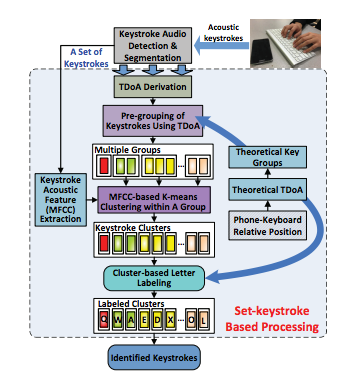 Keystroke Audio
Detection &
Segmentation
Acoustic
keystrokes
A Set of
Keystrokes
TDoA Derivation
Pre-grouping of
Keystrokes Using TDoA
Multiple Groups
...
Keystroke
Acoustic
Feature
(MFCC)
Extraction
MFCC-based K-means
Clustering within A Group
Keystroke Clusters
...
Cluster-based Letter
Labeling
Labeled Clusters
Q W A E D X ... O L
Identified Keystrokes
Theoretical Key
Groups
Theoretical TDoA
Phone-Keyboard
Relative Position
Set-keystroke
Based Processing